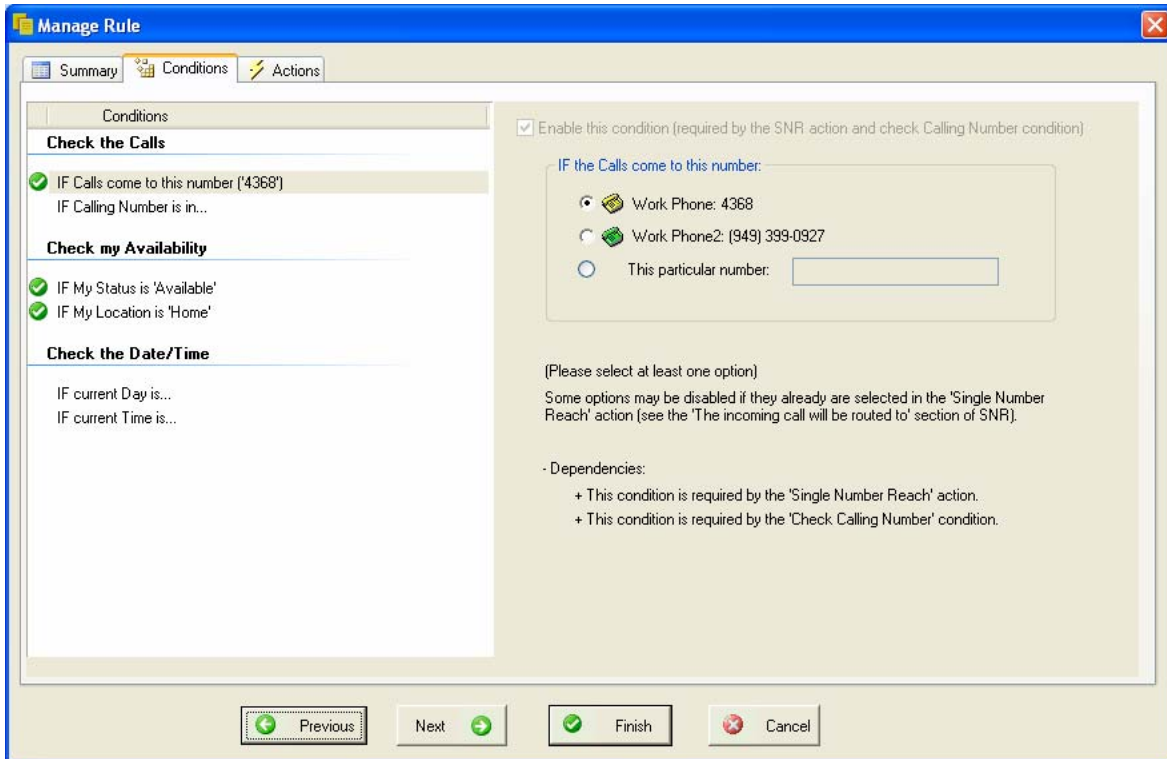 Manage Rule
Summary
Conditions
Actions
Conditions
Check the Calls
IF Calls come to this number ('4368')
IF Calling Number is in...
Check my Availability
IF My Status is 'Available'
IF My Location is 'Home'
Check the Date/Time
IF current Day is...
IF current Time is...
Enable this condition (required by the SNR action and check Calling Number condition)
IF the Calls come to this number:
Work Phone: 4368
Work Phone2: (949) 399-0927
This particular number:
(Please select at least one option)
Some options may be disabled if they already are selected in the 'Single Number
Reach' action (see the 'The incoming call will be routed to' section of SNR).
- Dependencies:
+ This condition is required by the 'Single Number Reach' action.
+ This condition is required by the 'Check Calling Number' condition.
Previous
Next
Finish
Cancel